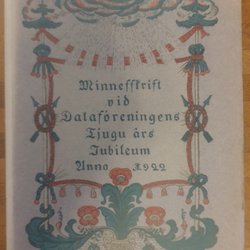 Minnesskrift
vid
Dalaföreningens
Tjugu års
Jubileum
Anno 1922